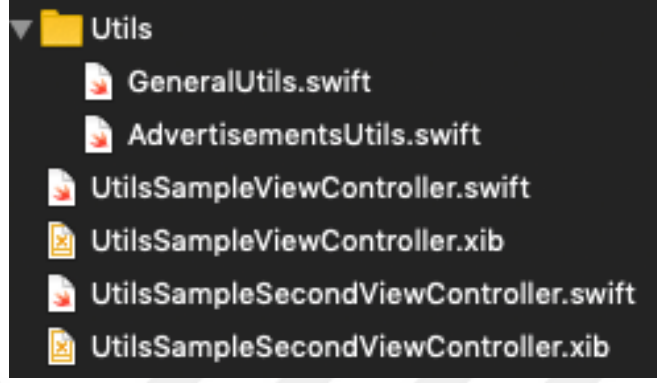 Utils
GeneralUtils.swift
AdvertisementsUtils.swift
UtilsSampleViewController.swift
UtilsSampleViewController.xib
UtilsSampleSecondViewController.swift
UtilsSampleSecondViewController.xib